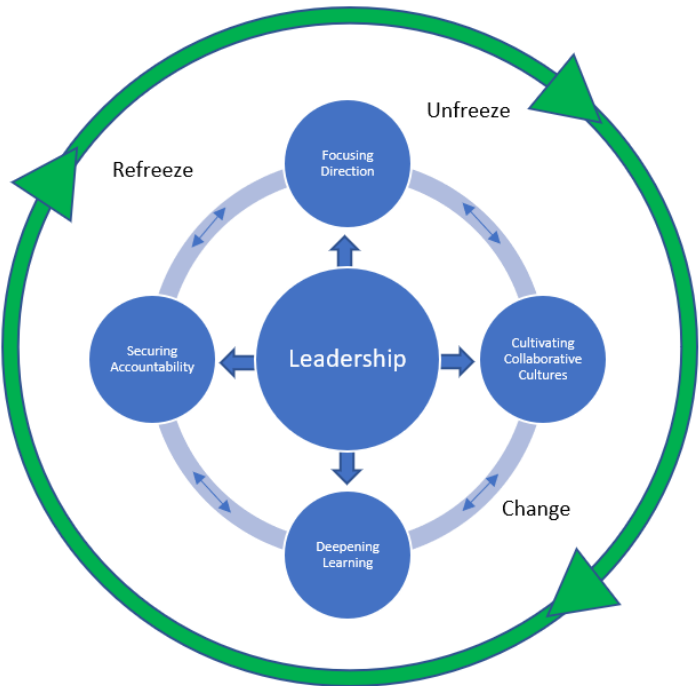 Unfreeze
Focusing
Direction
Refreeze
Securing
Accountability
Leadership
Cultivating
Collaborative
Cultures
Change
Deepening
Learning